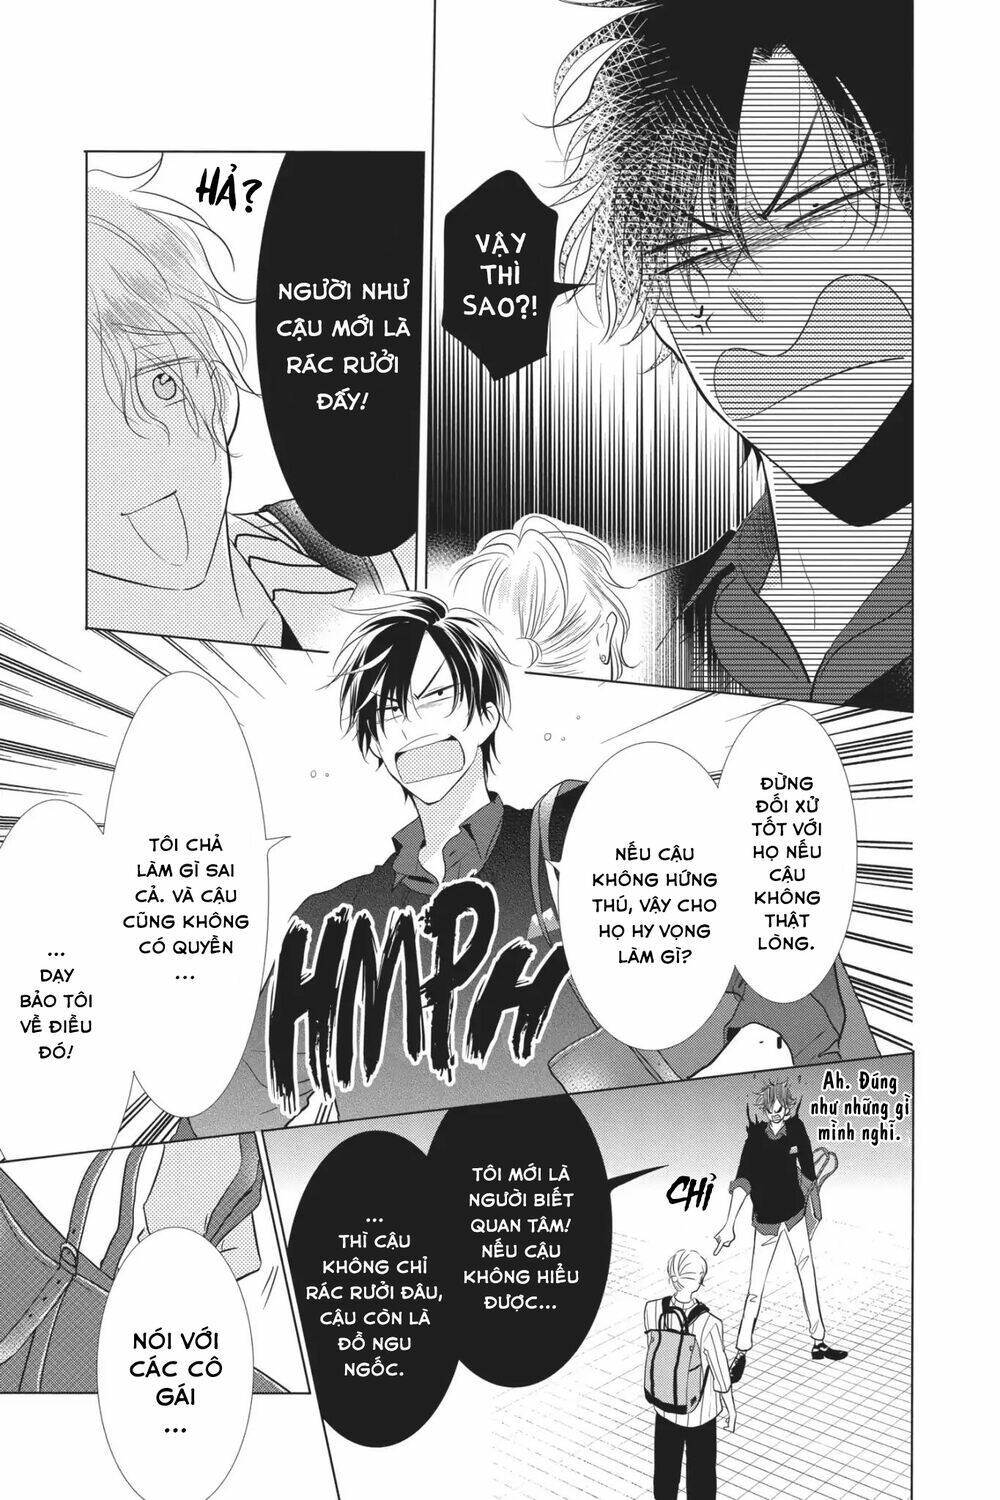 VẬY
THÌ
SAO?!
NGƯỜI NHƯ
CẬU MỚI LÀ
RÁC RƯỞI
ĐẤY!
HẢ?
ĐỪNG
ĐỐI XỬ
TỐT VỚI
HỌ NẾU
CẬU
KHÔNG
THẬT
LÒNG.
NẾU CẬU
KHÔNG HỨNG
THÚ, VẬY CHO
HỌ HY VỌNG
LÀM GÌ?
HMPH
TÔI CHẢ
LÀM GÌ SAI
CẢ. VÀ CẬU
CŨNG KHÔNG
CÓ QUYỀN
...
...
DẠY
BẢO TÔI
VỀ ĐIỀU
ĐÓ!
Ah. Đúng
như những gì
mình nghĩ.
CHỈ
TÔI MỚI LÀ
NGƯỜI BIẾT
QUAN TÂM!
NẾU CẬU
KHÔNG HIỂU
ĐƯỢC...
...
THÌ CẬU
KHÔNG CHỈ
RÁC RƯỞI ĐÂU,
CẬU CÒN LÀ
ĐỒ NGU
NGỐC.
NÓI VỚI
CÁC CÔ
GÁI
...